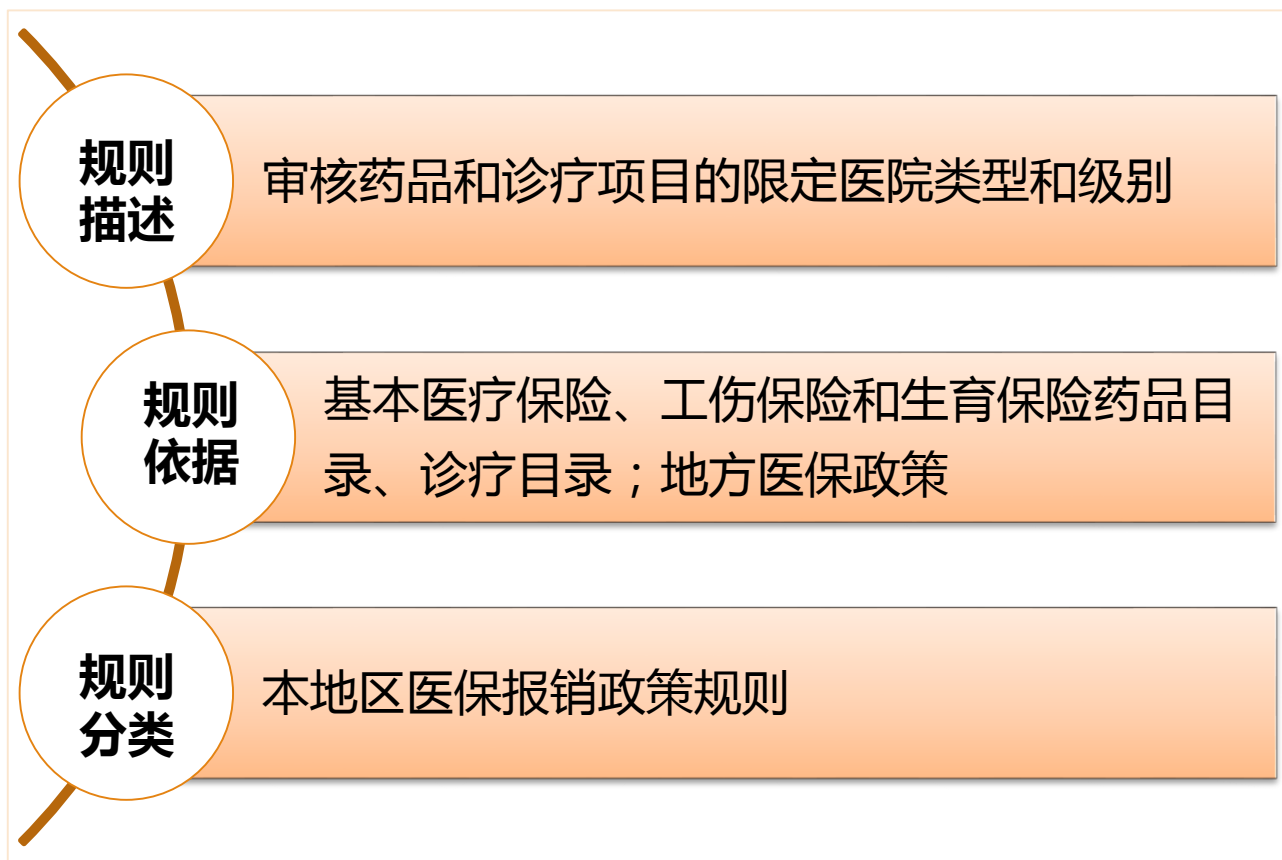 规则
描述
审核药品和诊疗项目的限定医院类型和级别
规则
依据
基本医疗保险、工伤保险和生育保险药品目
录、诊疗目录；地方医保政策
规则
分类
本地区医保报销政策规则